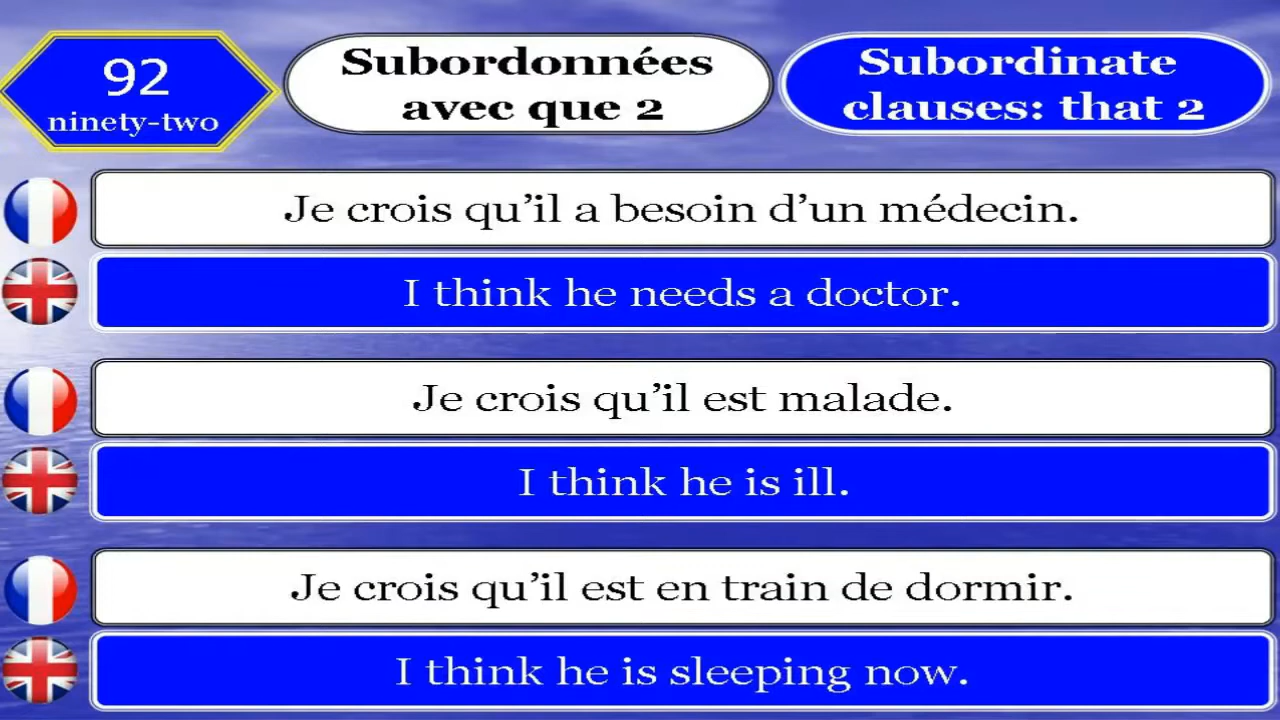 92
ninety-two
Subordonnées
avec que 2
Subordinate
clauses: that 2
Je crois qu’il a besoin d’un médecin.
I think he needs a doctor.
Je crois qu’il est malade.
I think he is ill.
Je crois qu’il est en train de dormir.
I think he is sleeping now.